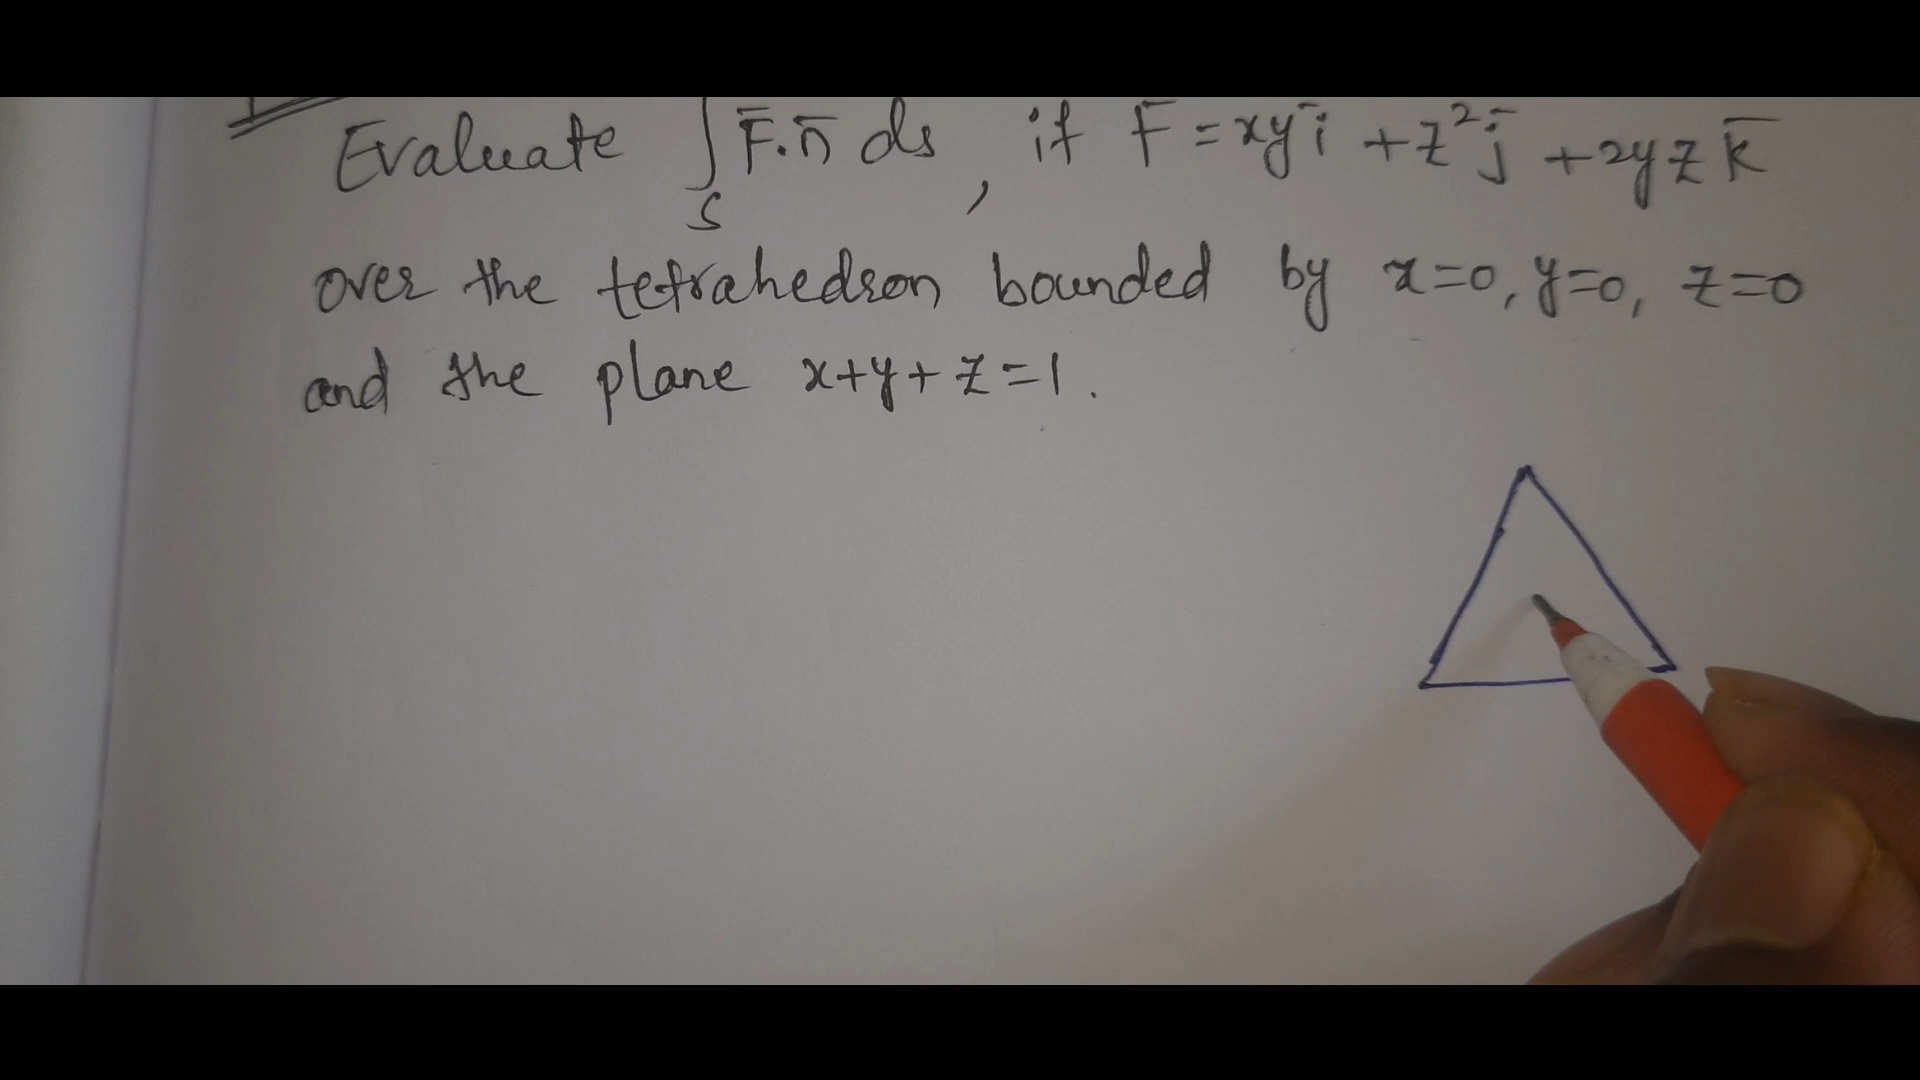 Evaluate ∫_S F̄.n̄ ds, if F̄ = xy ī + z² j̄ + 2yz k̄
over the tetrahedron bounded by x=0, y=0, z=0
and the plane x+y+z=1.